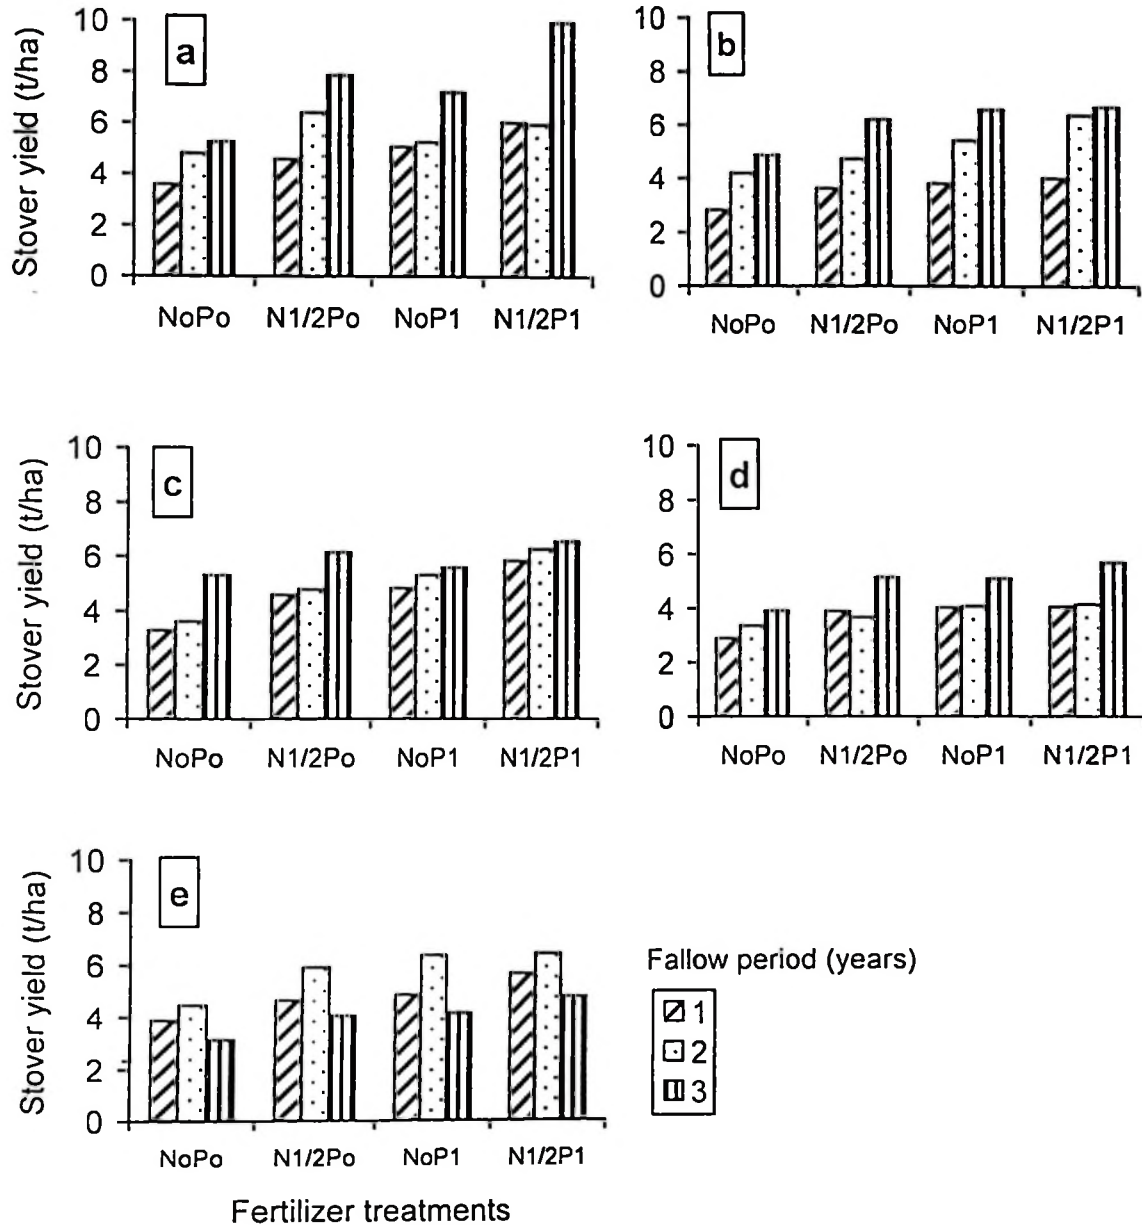 Stover yield (t/ha)
10
8
6
4
2
0
a
NoPo N1/2Po NoP1 N1/2P1
10
8
6
4
2
0
b
NoPo N1/2Po NoP1 N1/2P1
Stover yield (t/ha)
10
8
6
4
2
0
c
NoPo N1/2Po NoP1 N1/2P1
10
8
6
4
2
0
d
NoPo N1/2Po NoP1 N1/2P1
Stover yield (t/ha)
10
8
6
4
2
0
e
NoPo N1/2Po NoP1 N1/2P1
Fertilizer treatments
Fallow period (years)
1
2
3